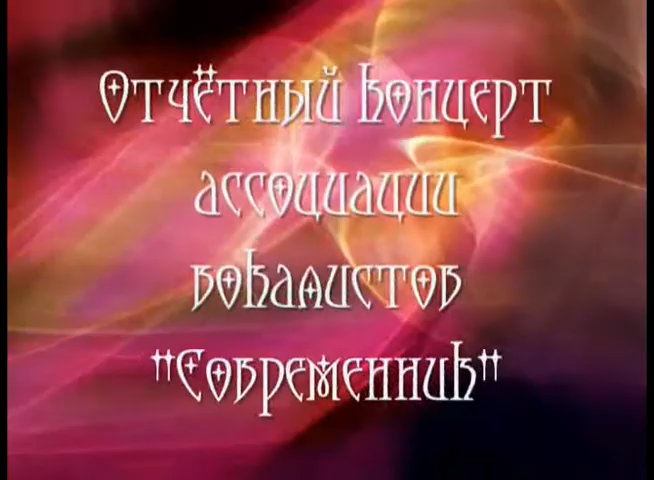 Отчётный концерт
ассоциации
вокалистов
"Современник"